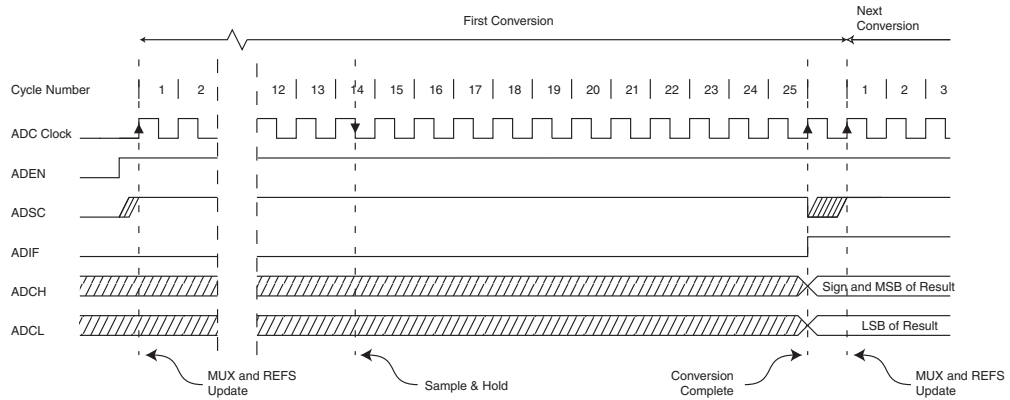 First Conversion
Next
Conversion
Cycle Number 1 2 12 13 14 15 16 17 18 19 20 21 22 23 24 25 1 2 3
ADC Clock
ADEN
ADSC
ADIF
ADCH Sign and MSB of Result
ADCL LSB of Result
MUX and REFS
Update
Sample & Hold
Conversion
Complete
MUX and REFS
Update